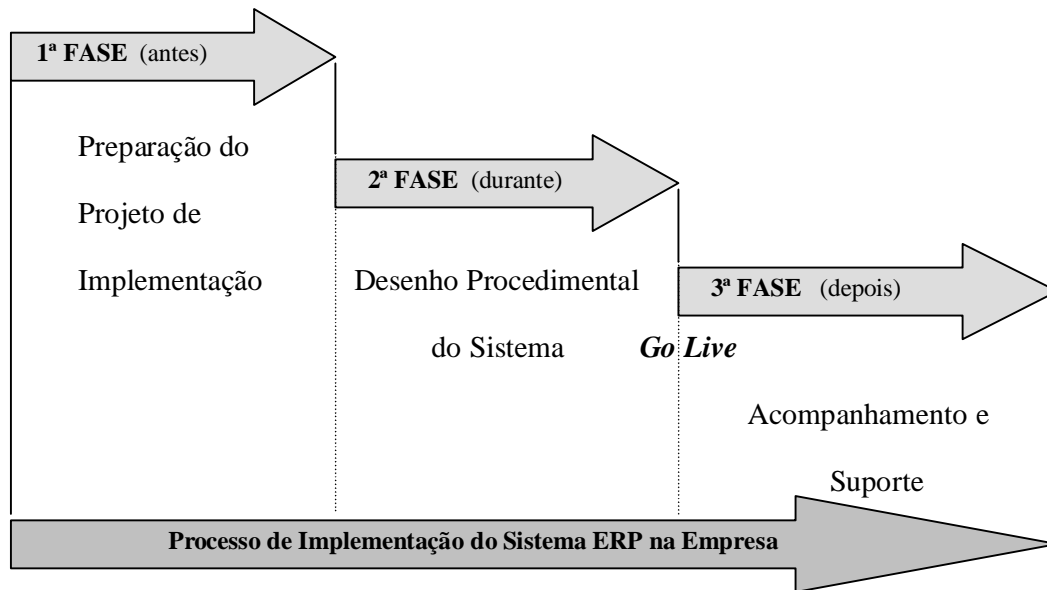 1ª FASE (antes)
Preparação do
Projeto de
Implementação
2ª FASE (durante)
Desenho Procedimental
do Sistema
Go Live
3ª FASE (depois)
Acompanhamento e
Suporte
Processo de Implementação do Sistema ERP na Empresa